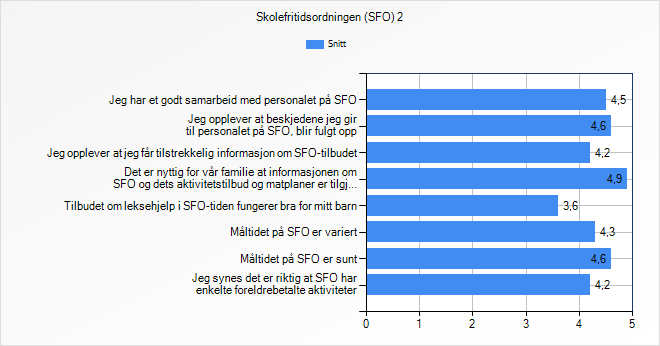 Skolefritidsordningen (SFO) 2
Snitt
Jeg har et godt samarbeid med personalet på SFO
4,5
Jeg opplever at beskjedene jeg gir
til personalet på SFO, blir fulgt opp
4,6
Jeg opplever at jeg får tilstrekkelig informasjon om SFO-tilbudet
4,2
Det er nyttig for vår familie at informasjonen om
SFO og dets aktivitetstilbud og matplaner er tilgj...
4,9
Tilbudet om leksehjelp i SFO-tiden fungerer bra for mitt barn
3,6
Måltidet på SFO er variert
4,3
Måltidet på SFO er sunt
4,6
Jeg synes det er riktig at SFO har
enkelte foreldrebetalte aktiviteter
4,2
0 1 2 3 4 5